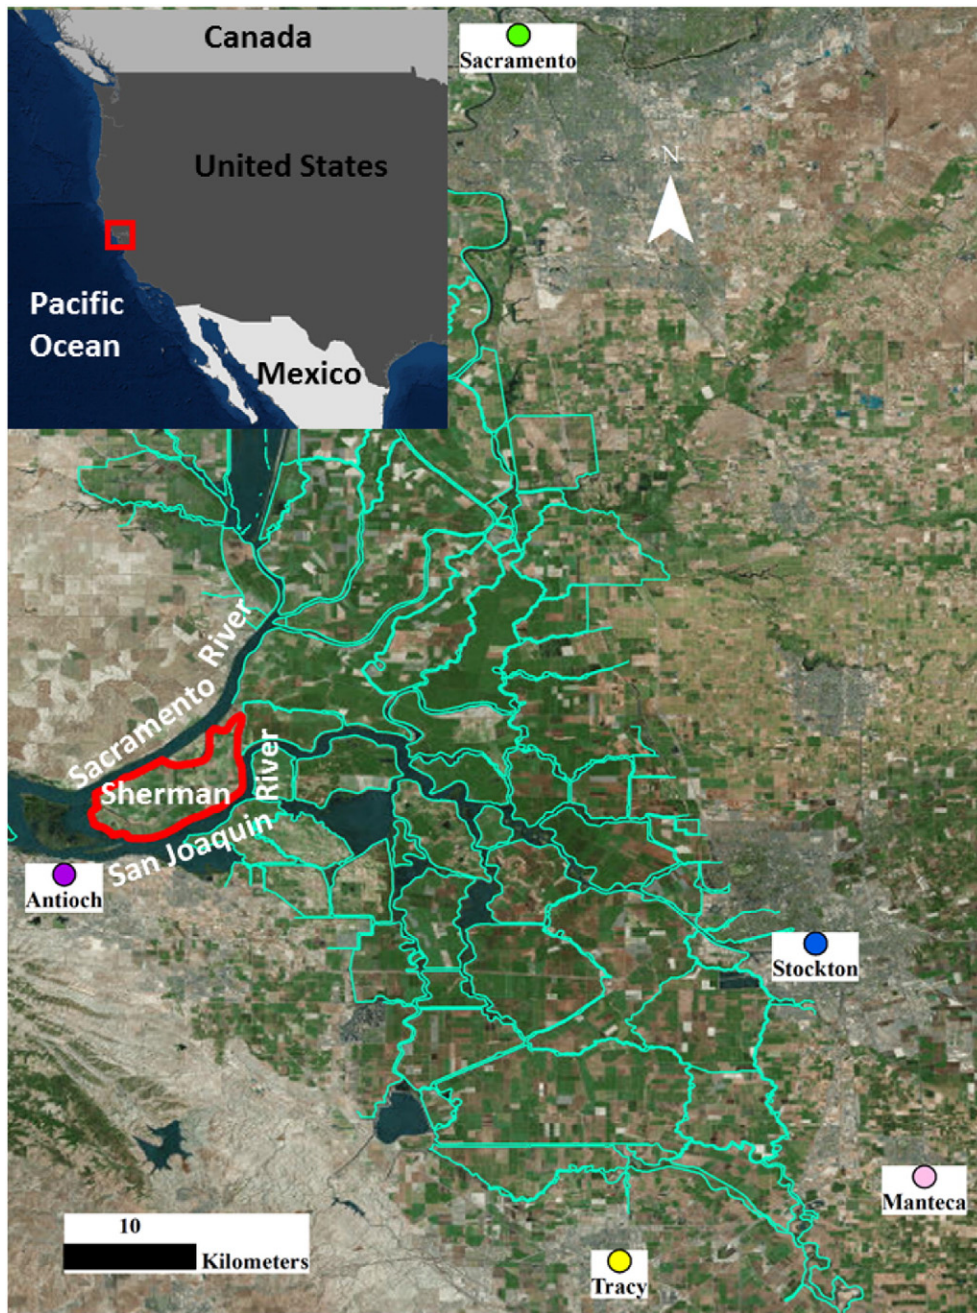 Canada
Sacramento
United States
N
Pacific
Ocean
Mexico
Sacramento River
Sherman
San Joaquin River
Antioch
Stockton
Manteca
10
Kilometers
Tracy